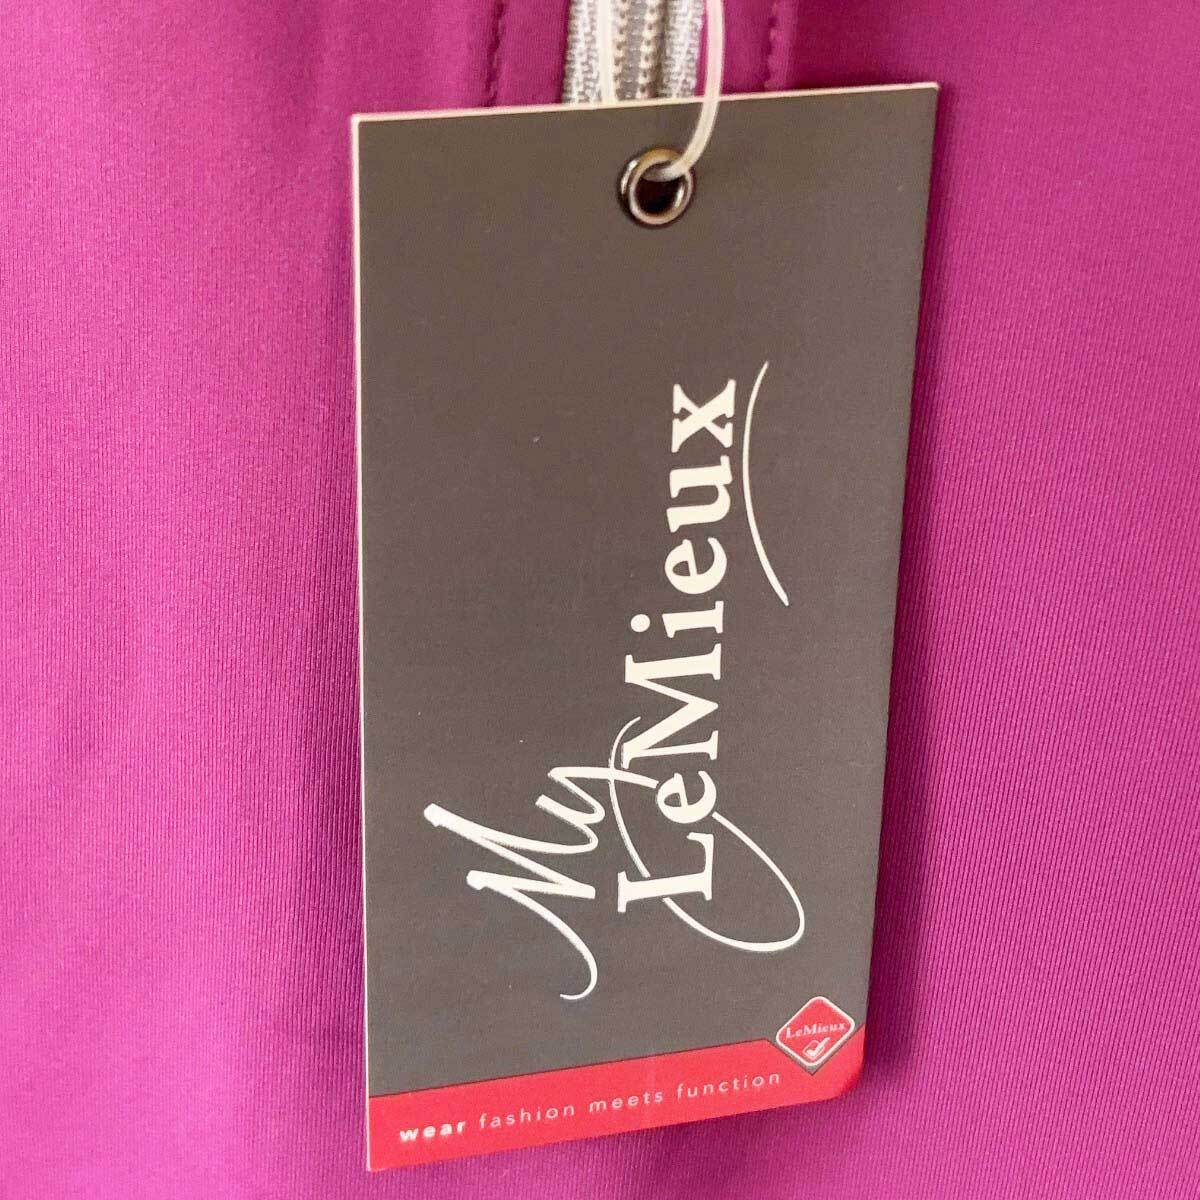 My
LeMieux
LeMieux
wear fashion meets function